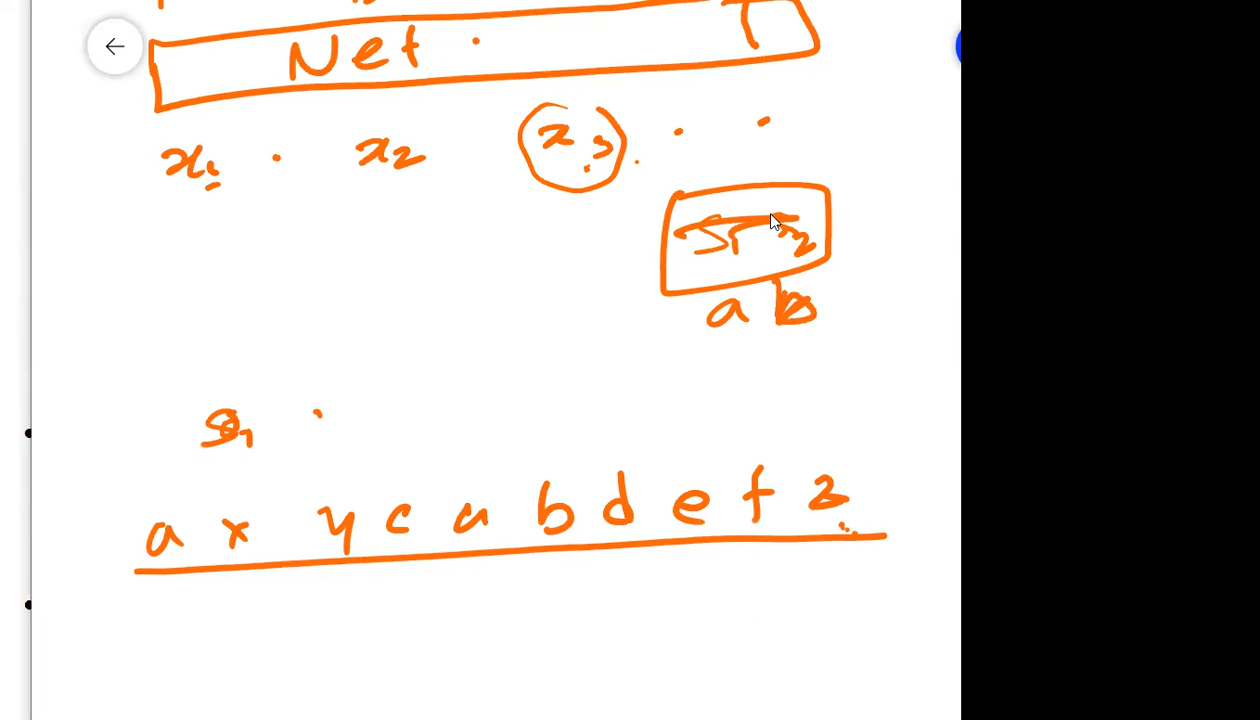 Net
x₁ x₂ x₃
a b
a x y c a b d e f z